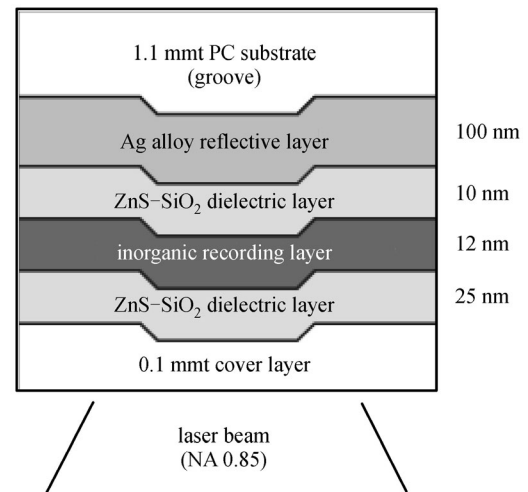 1.1 mmt PC substrate
(groove)
Ag alloy reflective layer
100 nm
ZnS−SiO₂ dielectric layer
10 nm
inorganic recording layer
12 nm
ZnS−SiO₂ dielectric layer
25 nm
0.1 mmt cover layer
laser beam
(NA 0.85)